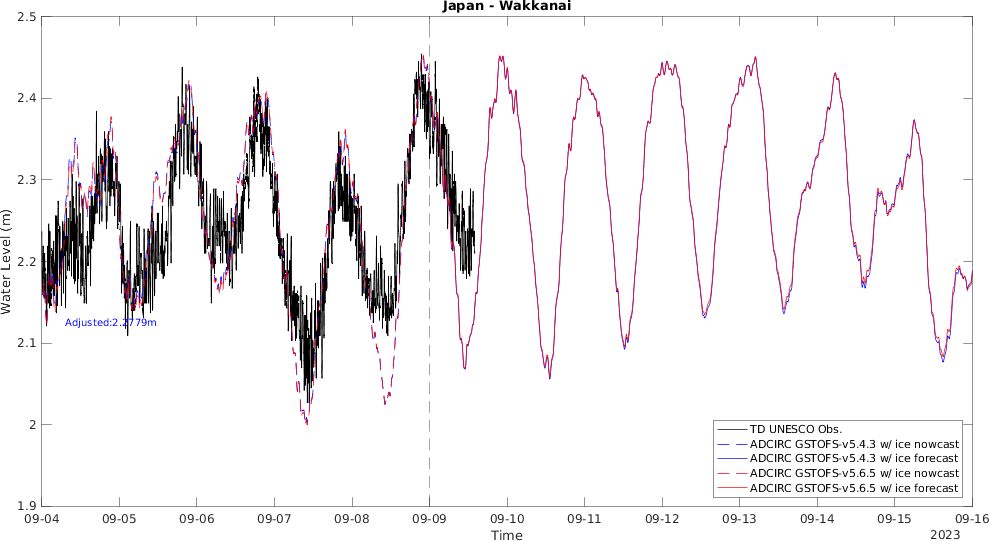 Japan - Wakkanai
2.5
2.4
2.3
2.2
2.1
2
1.9
Water Level (m)
Adjusted:2.2779m
TD UNESCO Obs.
ADCIRC GSTOFS-v5.4.3 w/ ice nowcast
ADCIRC GSTOFS-v5.4.3 w/ ice forecast
ADCIRC GSTOFS-v5.6.5 w/ ice nowcast
ADCIRC GSTOFS-v5.6.5 w/ ice forecast
09-04 09-05 09-06 09-07 09-08 09-09 09-10 09-11 09-12 09-13 09-14 09-15 09-16
Time
2023